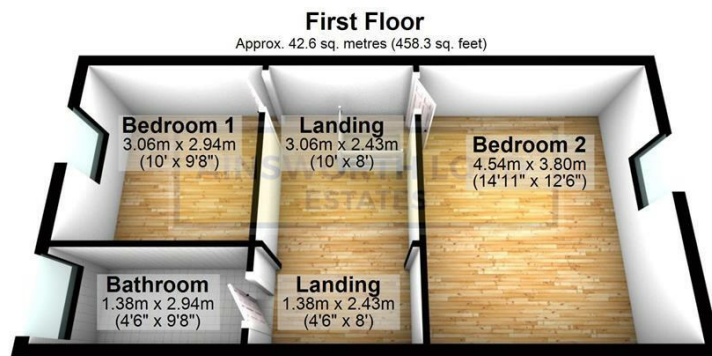 First Floor
Approx. 42.6 sq. metres (458.3 sq. feet)
Bedroom 1
3.06m x 2.94m
(10' x 9'8")
Landing
3.06m x 2.43m
(10' x 8')
Bedroom 2
4.54m x 3.80m
(14'11" x 12'6")
AINSWORTH LO
ESTATES
Bathroom
1.38m x 2.94m
(4'6" x 9'8")
Landing
1.38m x 2.43m
(4'6" x 8')